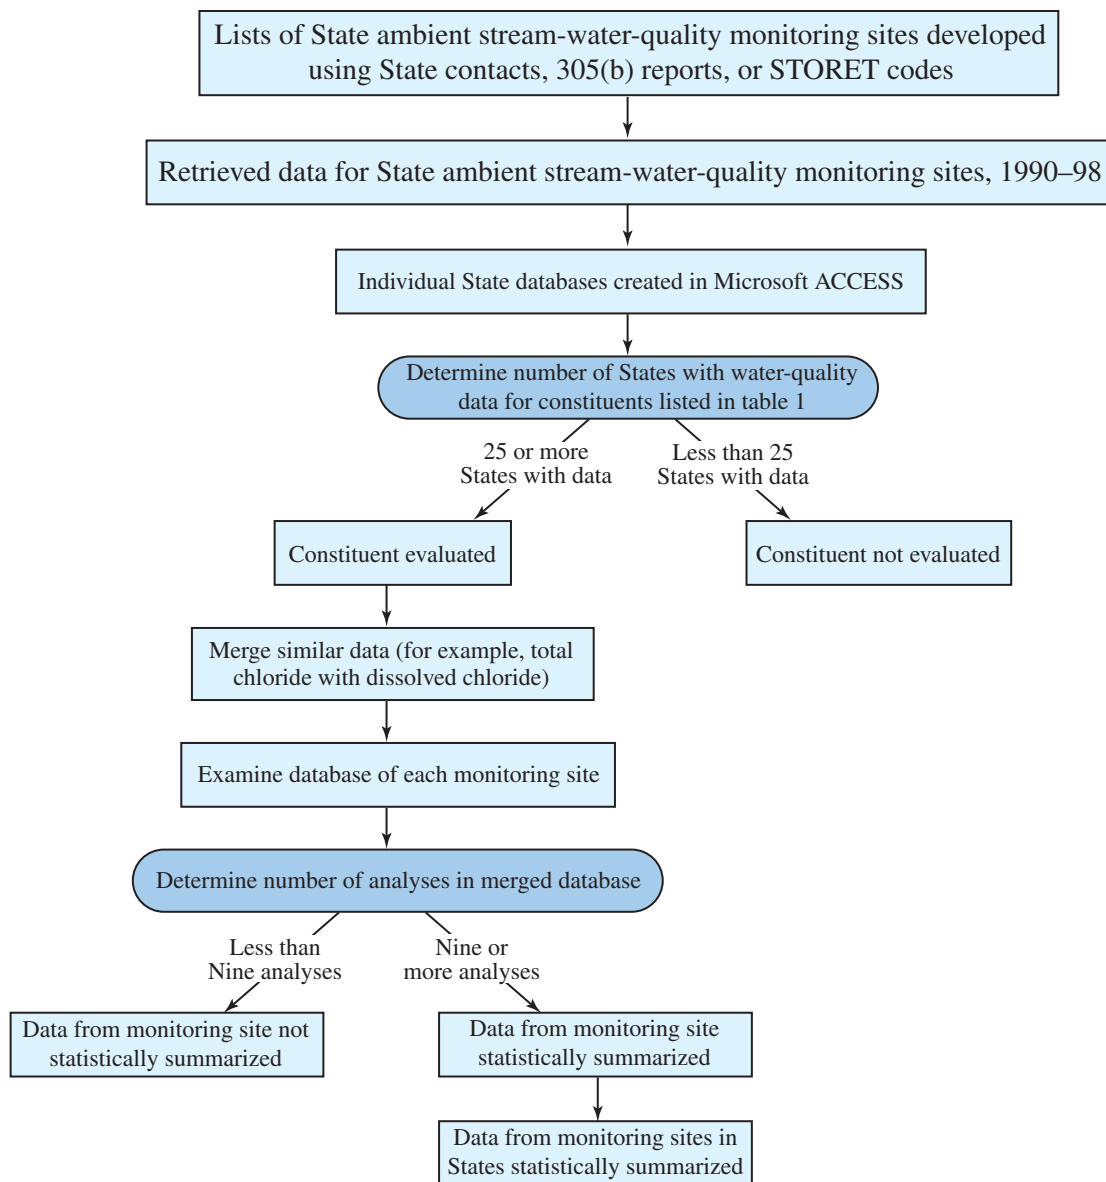 Lists of State ambient stream-water-quality monitoring sites developed
using State contacts, 305(b) reports, or STORET codes
Retrieved data for State ambient stream-water-quality monitoring sites, 1990–98
Individual State databases created in Microsoft ACCESS
Determine number of States with water-quality
data for constituents listed in table 1
25 or more
States with data
Less than 25
States with data
Constituent evaluated
Constituent not evaluated
Merge similar data (for example, total
chloride with dissolved chloride)
Examine database of each monitoring site
Determine number of analyses in merged database
Less than
Nine analyses
Nine or
more analyses
Data from monitoring site not
statistically summarized
Data from monitoring site
statistically summarized
Data from monitoring sites in
States statistically summarized